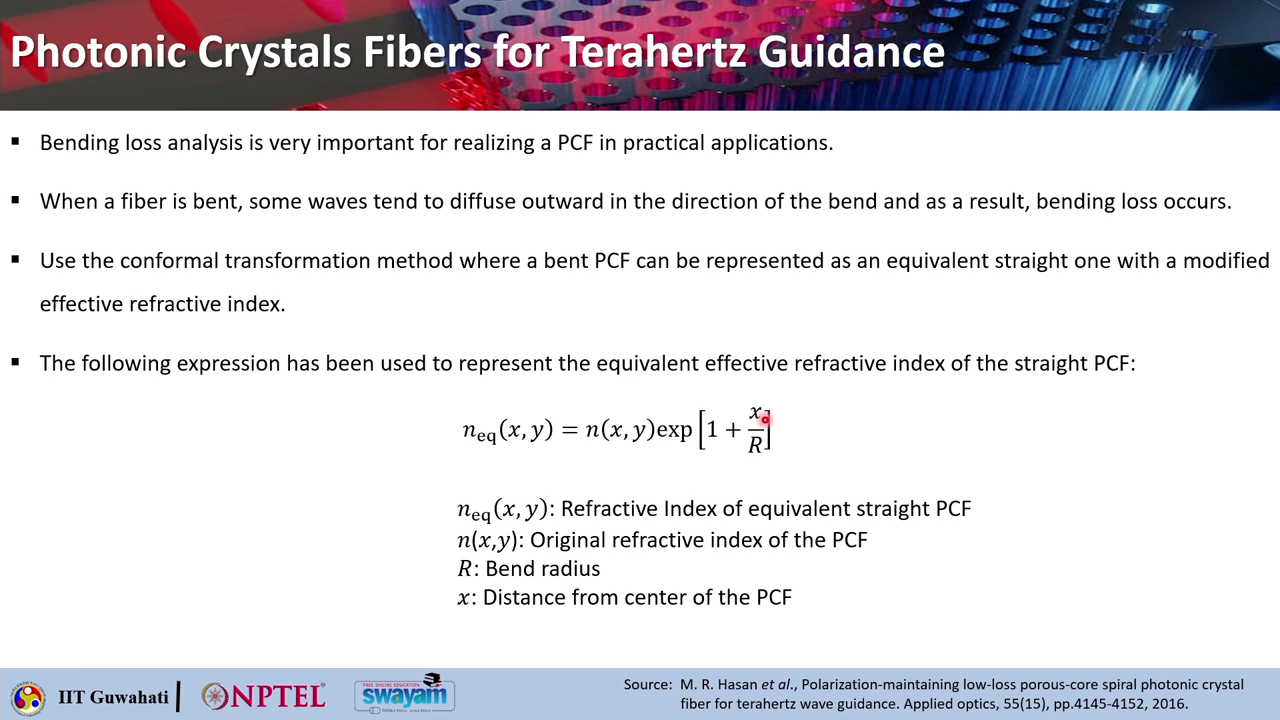 Photonic Crystals Fibers for Terahertz Guidance
▪ Bending loss analysis is very important for realizing a PCF in practical applications.
▪ When a fiber is bent, some waves tend to diffuse outward in the direction of the bend and as a result, bending loss occurs.
▪ Use the conformal transformation method where a bent PCF can be represented as an equivalent straight one with a modified
effective refractive index.
▪ The following expression has been used to represent the equivalent effective refractive index of the straight PCF:
n_eq(x, y) = n(x, y)exp[1 + x/R]
n_eq(x, y): Refractive Index of equivalent straight PCF
n(x,y): Original refractive index of the PCF
R: Bend radius
x: Distance from center of the PCF
IIT Guwahati
NPTEL
FREE ONLINE EDUCATION
swayam
Source: M. R. Hasan et al., Polarization-maintaining low-loss porous-core spiral photonic crystal
fiber for terahertz wave guidance. Applied optics, 55(15), pp.4145-4152, 2016.